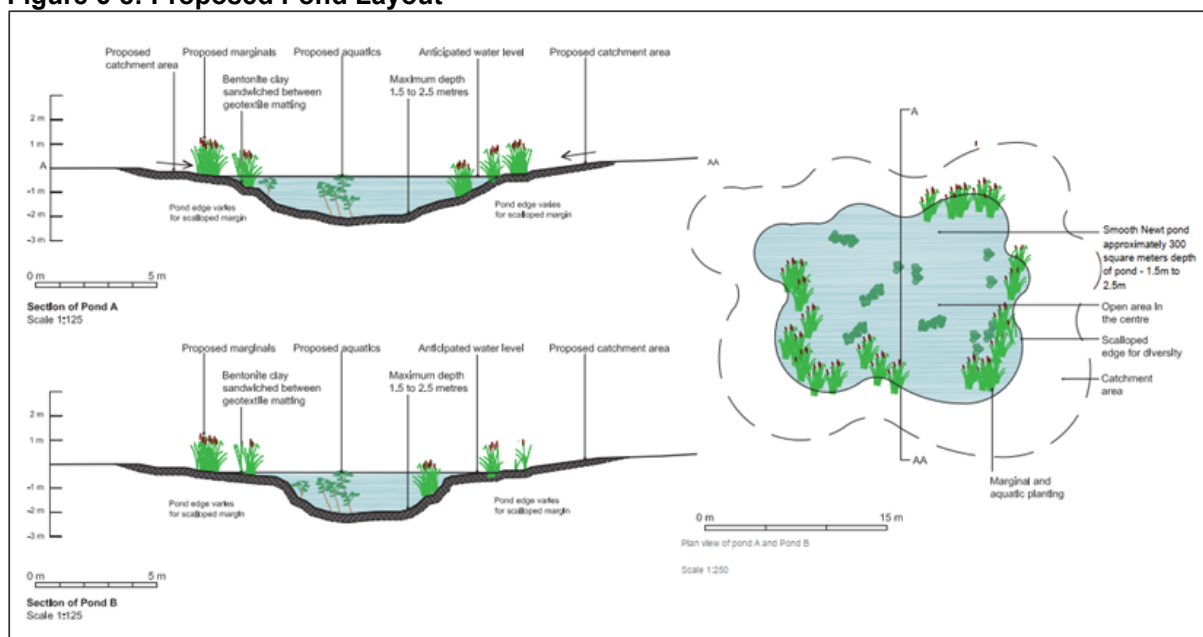 Figure 6-8: Proposed Pond Layout
Proposed
catchment area
Proposed marginals
Proposed aquatics
Anticipated water level
Proposed catchment area
Bentonite clay
sandwiched between
geotextile matting
Maximum depth
1.5 to 2.5 metres
2 m
1 m
A
-1 m
-2 m
-3 m
AA
Pond edge varies
for scalloped margin
Pond edge varies
for scalloped margin
0 m
5 m
Section of Pond A
Scale 1:125
Proposed marginals
Proposed aquatics
Anticipated water level
Proposed catchment area
Bentonite clay
sandwiched between
geotextile matting
Maximum depth
1.5 to 2.5 metres
2 m
1 m
-1 m
-2 m
-3 m
Pond edge varies
for scalloped margin
Pond edge varies
for scalloped margin
0 m
5 m
Section of Pond B
Scale 1:125
A
Smooth Newt pond
approximately 300
square meters depth
of pond - 1.5m to
2.5m
Open area in
the centre
Scalloped
edge for diversity
Catchment
area
AA
Marginal and
aquatic planting
0 m
15 m
Plan view of pond A and Pond B
Scale 1:250